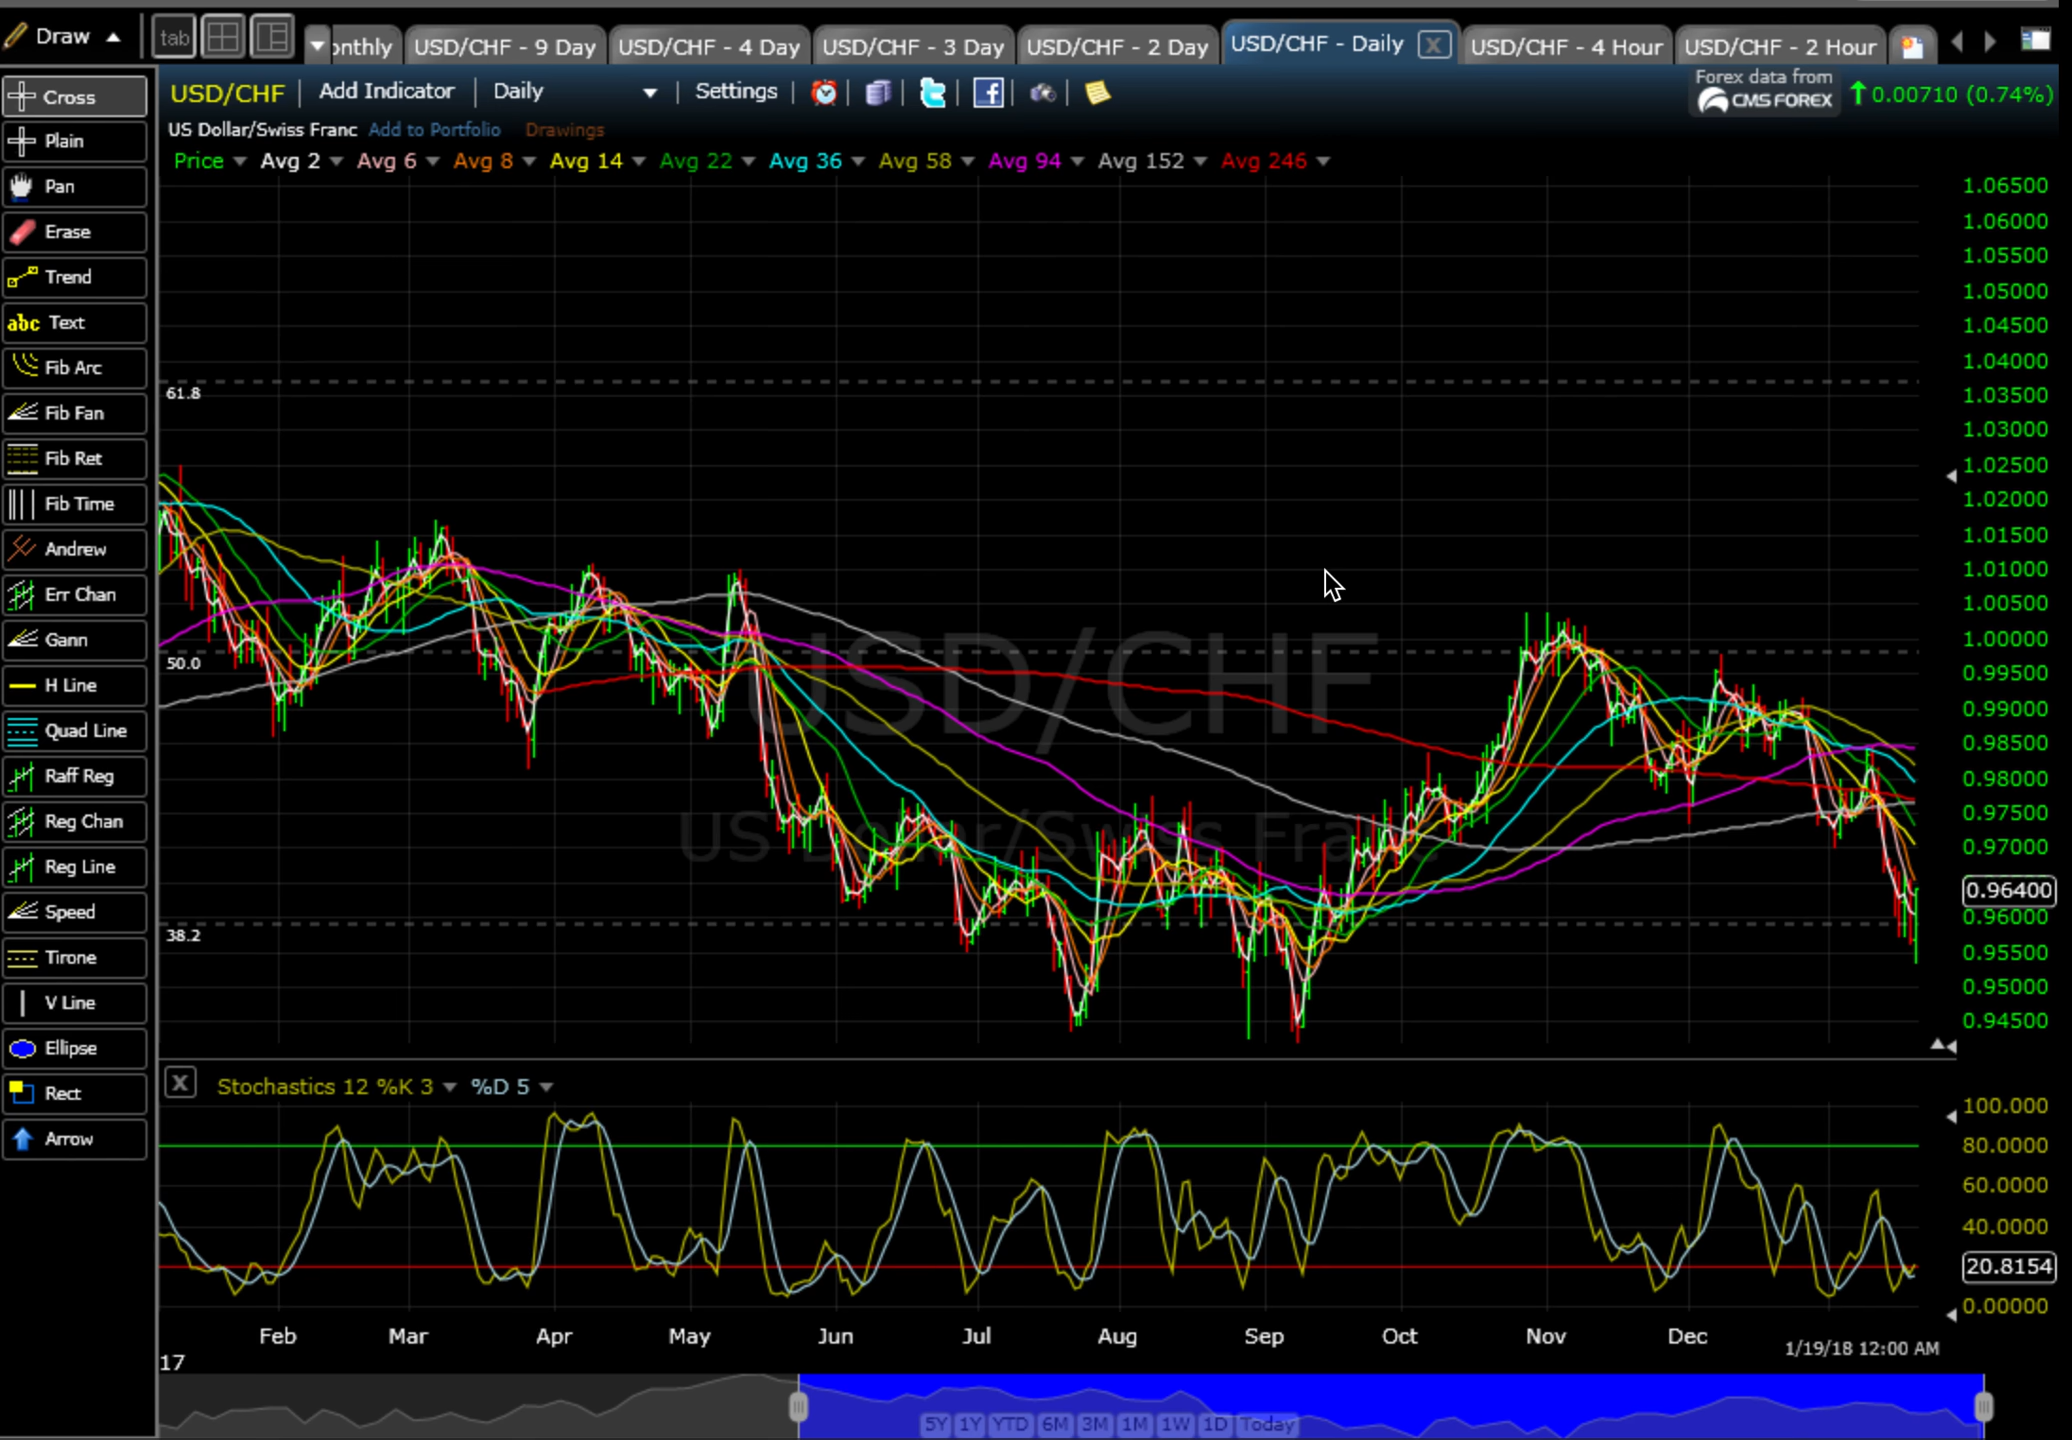 Draw
tab
onthly
USD/CHF - 9 Day
USD/CHF - 4 Day
USD/CHF - 3 Day
USD/CHF - 2 Day
USD/CHF - Daily X
USD/CHF - 4 Hour
USD/CHF - 2 Hour
USD/CHF Add Indicator Daily Settings
Forex data from
CMS FOREX
0.00710 (0.74%)
US Dollar/Swiss Franc Add to Portfolio Drawings
Price Avg 2 Avg 6 Avg 8 Avg 14 Avg 22 Avg 36 Avg 58 Avg 94 Avg 152 Avg 246
Cross
Plain
Pan
Erase
Trend
abc Text
Fib Arc
Fib Fan
Fib Ret
Fib Time
Andrew
Err Chan
Gann
H Line
Quad Line
Raff Reg
Reg Chan
Reg Line
Speed
Tirone
V Line
Ellipse
Rect
Arrow
61.8
50.0
38.2
USD/CHF
US Dollar/Swiss Franc
1.06500
1.06000
1.05500
1.05000
1.04500
1.04000
1.03500
1.03000
1.02500
1.02000
1.01500
1.01000
1.00500
1.00000
0.99500
0.99000
0.98500
0.98000
0.97500
0.97000
0.96400
0.96000
0.95500
0.95000
0.94500
X Stochastics 12 %K 3 %D 5
100.000
80.0000
60.0000
40.0000
20.8154
0.00000
Feb Mar Apr May Jun Jul Aug Sep Oct Nov Dec 1/19/18 12:00 AM
17
5Y 1Y YTD 6M 3M 1M 1W 1D Today